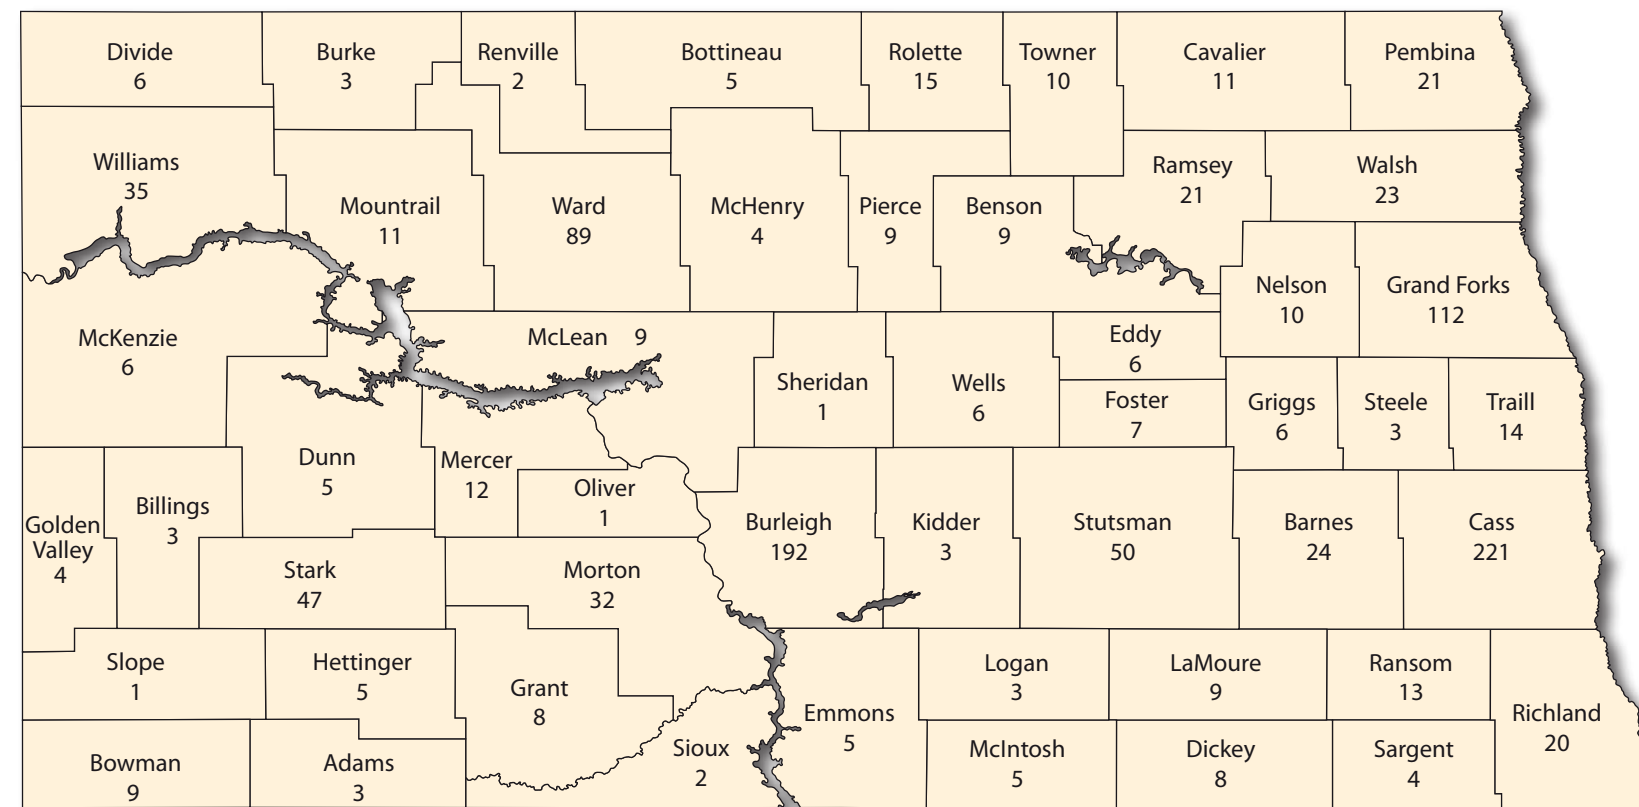 Divide
6
Burke
3
Renville
2
Bottineau
5
Rolette
15
Towner
10
Cavalier
11
Pembina
21
Williams
35
Mountrail
11
Ward
89
McHenry
4
Pierce
9
Benson
9
Ramsey
21
Walsh
23
McKenzie
6
McLean 9
Sheridan
1
Wells
6
Eddy
6
Foster
7
Nelson
10
Grand Forks
112
Griggs
6
Steele
3
Traill
14
Golden
Valley
4
Billings
3
Dunn
5
Mercer
12
Oliver
1
Burleigh
192
Kidder
3
Stutsman
50
Barnes
24
Cass
221
Stark
47
Morton
32
Slope
1
Hettinger
5
Grant
8
Emmons
5
Logan
3
LaMoure
9
Ransom
13
Richland
20
Bowman
9
Adams
3
Sioux
2
McIntosh
5
Dickey
8
Sargent
4